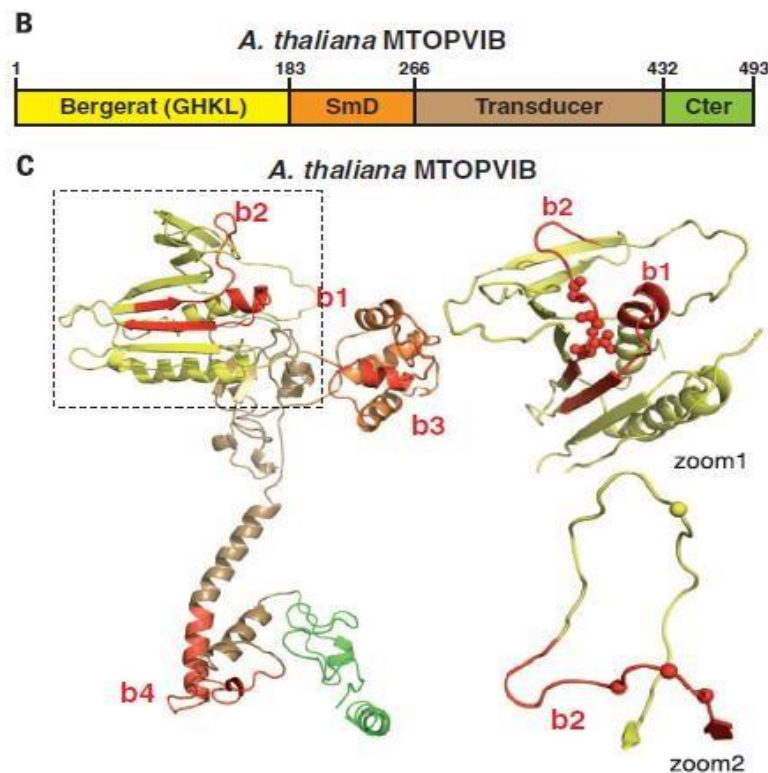 B
A. thaliana MTOPVIB
1 183 266 432 493
Bergerat (GHKL) SmD Transducer Cter
C
A. thaliana MTOPVIB
b2
b1
b3
b4
b2
b1
zoom1
b2
zoom2